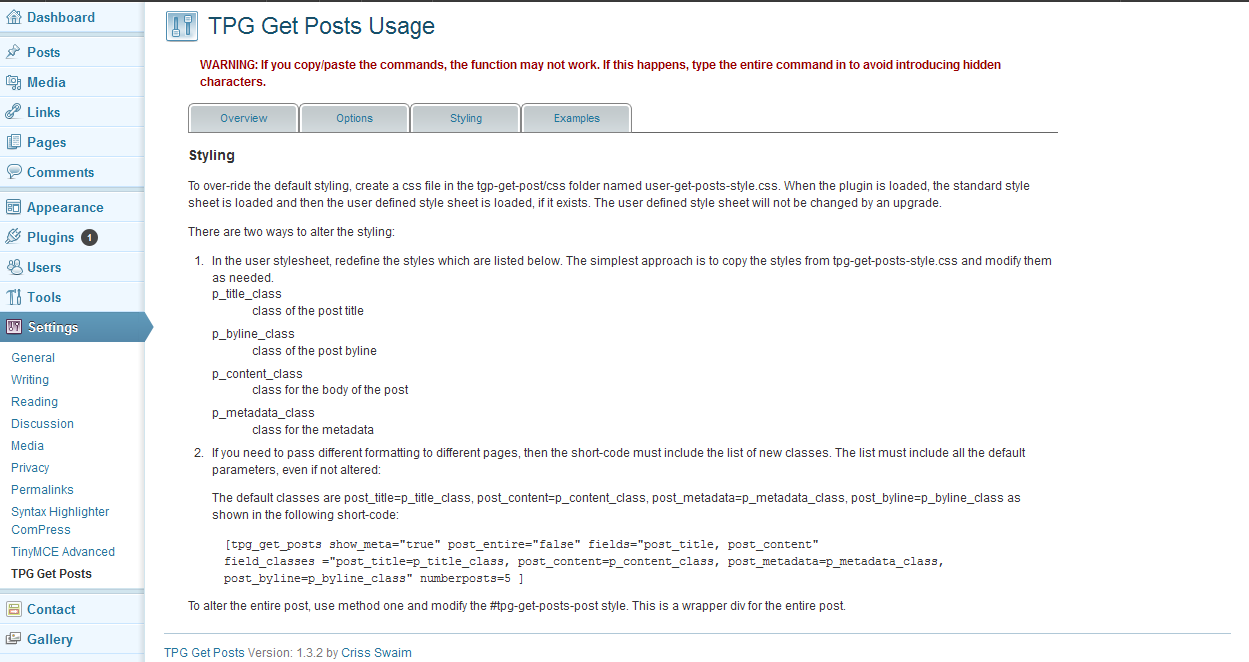 Dashboard
Posts
Media
Links
Pages
Comments
Appearance
Plugins 1
Users
Tools
Settings
General
Writing
Reading
Discussion
Media
Privacy
Permalinks
Syntax Highlighter
ComPress
TinyMCE Advanced
TPG Get Posts
Contact
Gallery
TPG Get Posts Usage
WARNING: If you copy/paste the commands, the function may not work. If this happens, type the entire command in to avoid introducing hidden
characters.
Overview
Options
Styling
Examples
Styling
To over-ride the default styling, create a css file in the tgp-get-post/css folder named user-get-posts-style.css. When the plugin is loaded, the standard style
sheet is loaded and then the user defined style sheet is loaded, if it exists. The user defined style sheet will not be changed by an upgrade.
There are two ways to alter the styling:
1. In the user stylesheet, redefine the styles which are listed below. The simplest approach is to copy the styles from tpg-get-posts-style.css and modify them
as needed.
p_title_class
class of the post title
p_byline_class
class of the post byline
p_content_class
class for the body of the post
p_metadata_class
class for the metadata
2. If you need to pass different formatting to different pages, then the short-code must include the list of new classes. The list must include all the default
parameters, even if not altered:
The default classes are post_title=p_title_class, post_content=p_content_class, post_metadata=p_metadata_class, post_byline=p_byline_class as
shown in the following short-code:
[tpg_get_posts show_meta="true" post_entire="false" fields="post_title, post_content"
field_classes ="post_title=p_title_class, post_content=p_content_class, post_metadata=p_metadata_class,
post_byline=p_byline_class" numberposts=5 ]
To alter the entire post, use method one and modify the #tpg-get-posts-post style. This is a wrapper div for the entire post.
TPG Get Posts Version: 1.3.2 by Criss Swaim